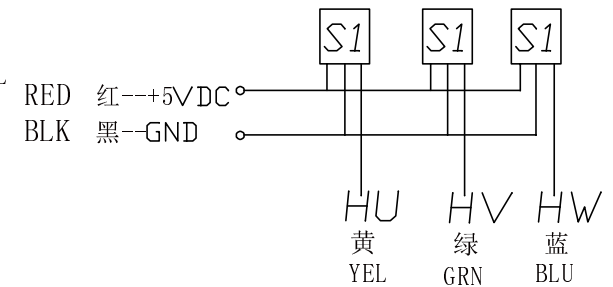 S1 S1 S1
RED 红--+5VDC
BLK 黑--GND
HU HV HW
黄 绿 蓝
YEL GRN BLU